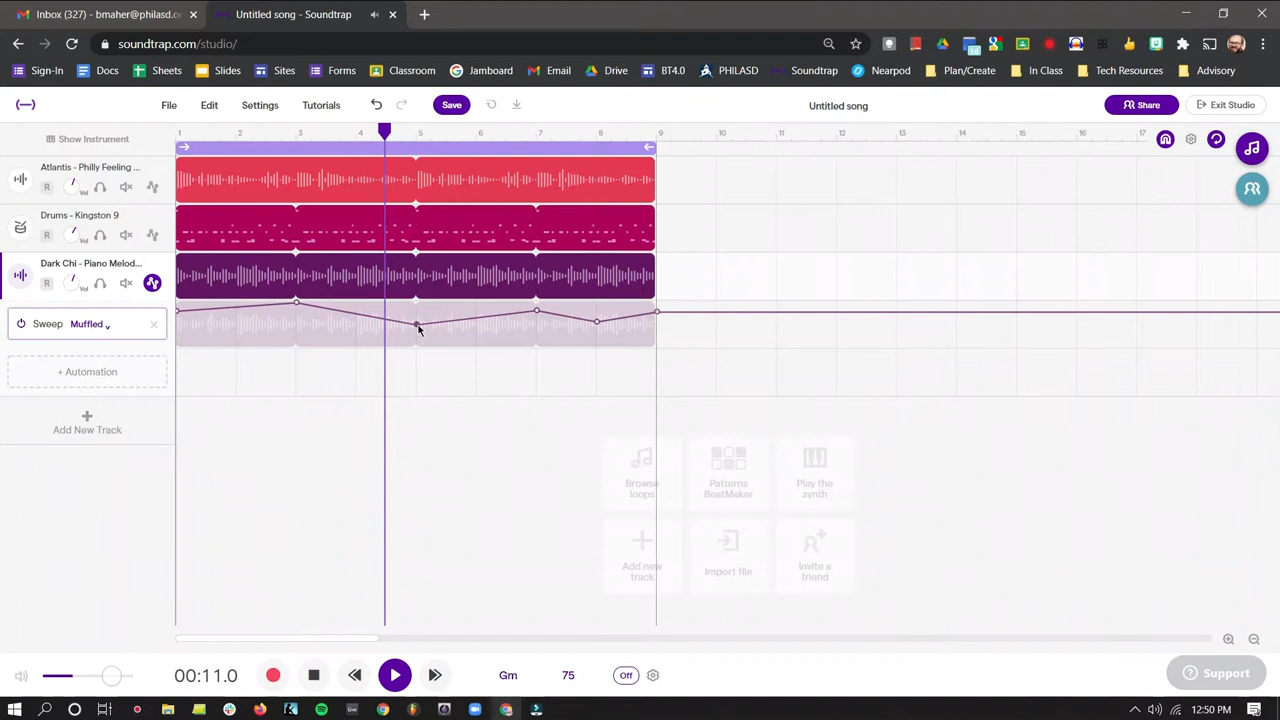 Inbox (327) - bmaher@philasd.o
Untitled song - Soundtrap
soundtrap.com/studio/
Sign-In
Docs
Sheets
Slides
Sites
Forms
Classroom
Jamboard
Email
Drive
BT4.0
PHILASD
Soundtrap
Nearpod
Plan/Create
In Class
Tech Resources
Advisory
File
Edit
Settings
Tutorials
Save
Untitled song
Share
Exit Studio
Show Instrument
1 2 3 4 5 6 7 8 9 10 11 12 13 14 15 16 17
Atlantis - Philly Feeling ...
R
Vol
Drums - Kingston 9
R
Vol
Dark Chi - Piano Melod...
R
Vol
Sweep Muffled
+ Automation
Add New Track
Browse loops
Patterns BeatMaker
Play the synth
Add new track
Import file
Invite a friend
00:11.0
Gm
75
Off
Support
12:50 PM